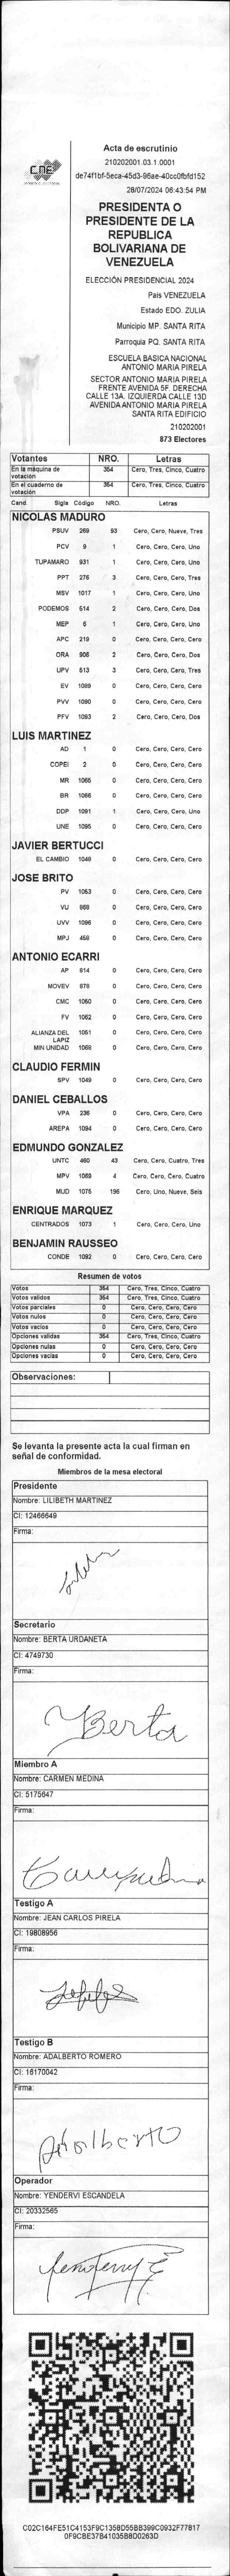 CNE
Acta de escrutinio
210202001.03.1.0001
de74f1bf-5eca-45d3-96ae-40cc0fbfd152
28/07/2024 06:43:54 PM
PRESIDENTA O
PRESIDENTE DE LA
REPUBLICA
BOLIVARIANA DE
VENEZUELA
ELECCIÓN PRESIDENCIAL 2024
Pais VENEZUELA
Estado EDO. ZULIA
Municipio MP. SANTA RITA
Parroquia PQ. SANTA RITA
ESCUELA BASICA NACIONAL
ANTONIO MARIA PIRELA
SECTOR ANTONIO MARIA PIRELA
FRENTE AVENIDA 5F. DERECHA
CALLE 13A. IZQUIERDA CALLE 13D
AVENIDA ANTONIO MARIA PIRELA
SANTA RITA EDIFICIO
210202001
873 Electores
Votantes NRO. Letras
En la máquina de votación 354 Cero, Tres, Cinco, Cuatro
En el cuaderno de votación 354 Cero, Tres, Cinco, Cuatro
Cand. Sigla Código NRO. Letras
NICOLAS MADURO
PSUV 269 93 Cero, Cero, Nueve, Tres
PCV 9 1 Cero, Cero, Cero, Uno
TUPAMARO 931 1 Cero, Cero, Cero, Uno
PPT 276 3 Cero, Cero, Cero, Tres
MSV 1017 1 Cero, Cero, Cero, Uno
PODEMOS 514 2 Cero, Cero, Cero, Dos
MEP 6 1 Cero, Cero, Cero, Uno
APC 219 0 Cero, Cero, Cero, Cero
ORA 906 2 Cero, Cero, Cero, Dos
UPV 513 3 Cero, Cero, Cero, Tres
EV 1089 0 Cero, Cero, Cero, Cero
PVV 1090 0 Cero, Cero, Cero, Cero
PFV 1093 2 Cero, Cero, Cero, Dos
LUIS MARTINEZ
AD 1 0 Cero, Cero, Cero, Cero
COPEI 2 0 Cero, Cero, Cero, Cero
MR 1065 0 Cero, Cero, Cero, Cero
BR 1086 0 Cero, Cero, Cero, Cero
DDP 1091 1 Cero, Cero, Cero, Uno
UNE 1095 0 Cero, Cero, Cero, Cero
JAVIER BERTUCCI
EL CAMBIO 1048 0 Cero, Cero, Cero, Cero
JOSE BRITO
PV 1053 0 Cero, Cero, Cero, Cero
VU 868 0 Cero, Cero, Cero, Cero
UVV 1096 0 Cero, Cero, Cero, Cero
MPJ 458 0 Cero, Cero, Cero, Cero
ANTONIO ECARRI
AP 814 0 Cero, Cero, Cero, Cero
MOVEV 878 0 Cero, Cero, Cero, Cero
CMC 1050 0 Cero, Cero, Cero, Cero
FV 1062 0 Cero, Cero, Cero, Cero
ALIANZA DEL LAPIZ 1051 0 Cero, Cero, Cero, Cero
MIN UNIDAD 1068 0 Cero, Cero, Cero, Cero
CLAUDIO FERMIN
SPV 1049 0 Cero, Cero, Cero, Cero
DANIEL CEBALLOS
VPA 236 0 Cero, Cero, Cero, Cero
AREPA 1094 0 Cero, Cero, Cero, Cero
EDMUNDO GONZALEZ
UNTC 460 43 Cero, Cero, Cuatro, Tres
MPV 1069 4 Cero, Cero, Cero, Cuatro
MUD 1075 196 Cero, Uno, Nueve, Seis
ENRIQUE MARQUEZ
CENTRADOS 1073 1 Cero, Cero, Cero, Uno
BENJAMIN RAUSSEO
CONDE 1092 0 Cero, Cero, Cero, Cero
Resumen de votos
Votos 354 Cero, Tres, Cinco, Cuatro
Votos validos 354 Cero, Tres, Cinco, Cuatro
Votos parciales 0 Cero, Cero, Cero, Cero
Votos nulos 0 Cero, Cero, Cero, Cero
Votos vacios 0 Cero, Cero, Cero, Cero
Opciones validas 354 Cero, Tres, Cinco, Cuatro
Opciones nulas 0 Cero, Cero, Cero, Cero
Opciones vacias 0 Cero, Cero, Cero, Cero
Observaciones:
Se levanta la presente acta la cual firman en
señal de conformidad.
Miembros de la mesa electoral
Presidente
Nombre: LILIBETH MARTINEZ
CI: 12466649
Firma:
Secretario
Nombre: BERTA URDANETA
CI: 4749730
Firma:
Berta
Miembro A
Nombre: CARMEN MEDINA
CI: 5175647
Firma:
Testigo A
Nombre: JEAN CARLOS PIRELA
CI: 19808956
Firma:
Testigo B
Nombre: ADALBERTO ROMERO
CI: 16170042
Firma:
Adalberto
Operador
Nombre: YENDERVI ESCANDELA
CI: 20332565
Firma:
C02C164FE51C4153F9C1358D55BB399C0932F77817
0F9CBE37B41035B8D0263D